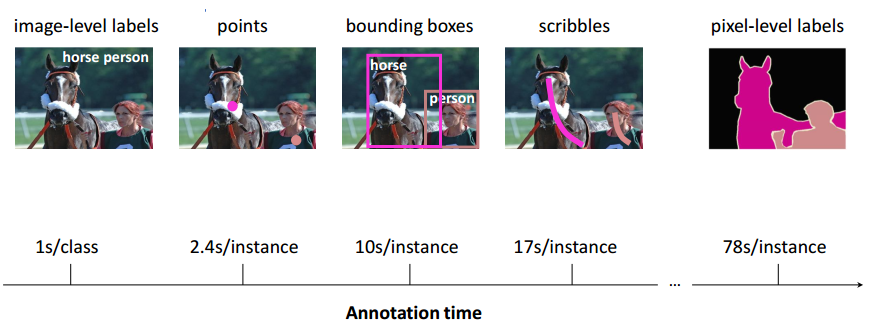 image-level labels
points
bounding boxes
scribbles
pixel-level labels
horse person
horse
person
1s/class
2.4s/instance
10s/instance
17s/instance
...
78s/instance
Annotation time